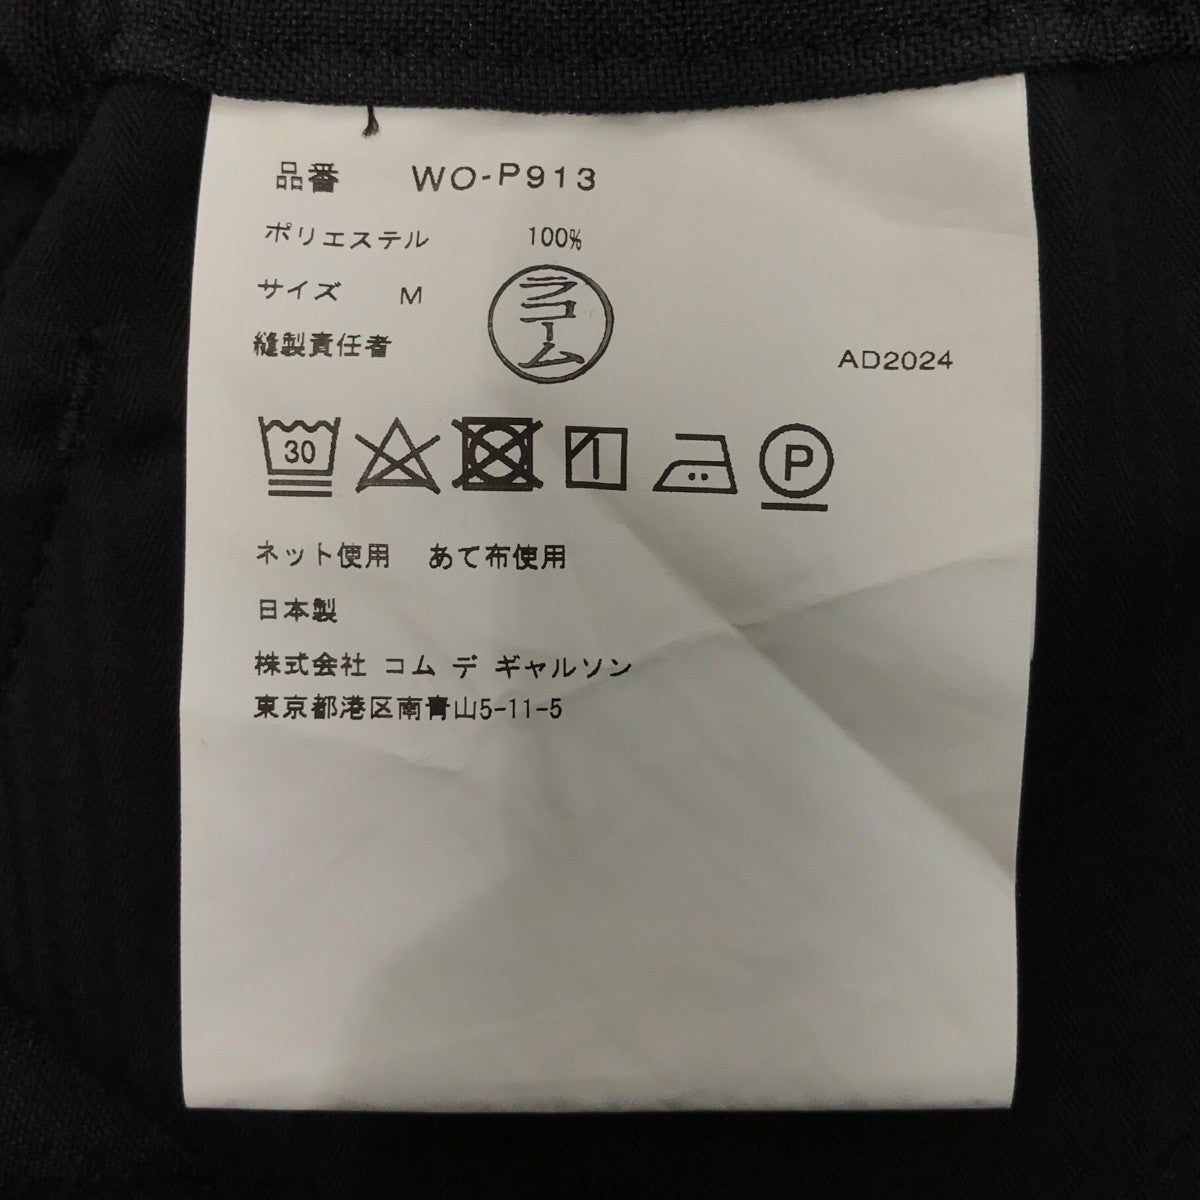 品番 WO-P913
ポリエステル 100%
サイズ M
縫製責任者
ラコーム
AD2024
30
P
ネット使用 あて布使用
日本製
株式会社 コム デ ギャルソン
東京都港区南青山5-11-5